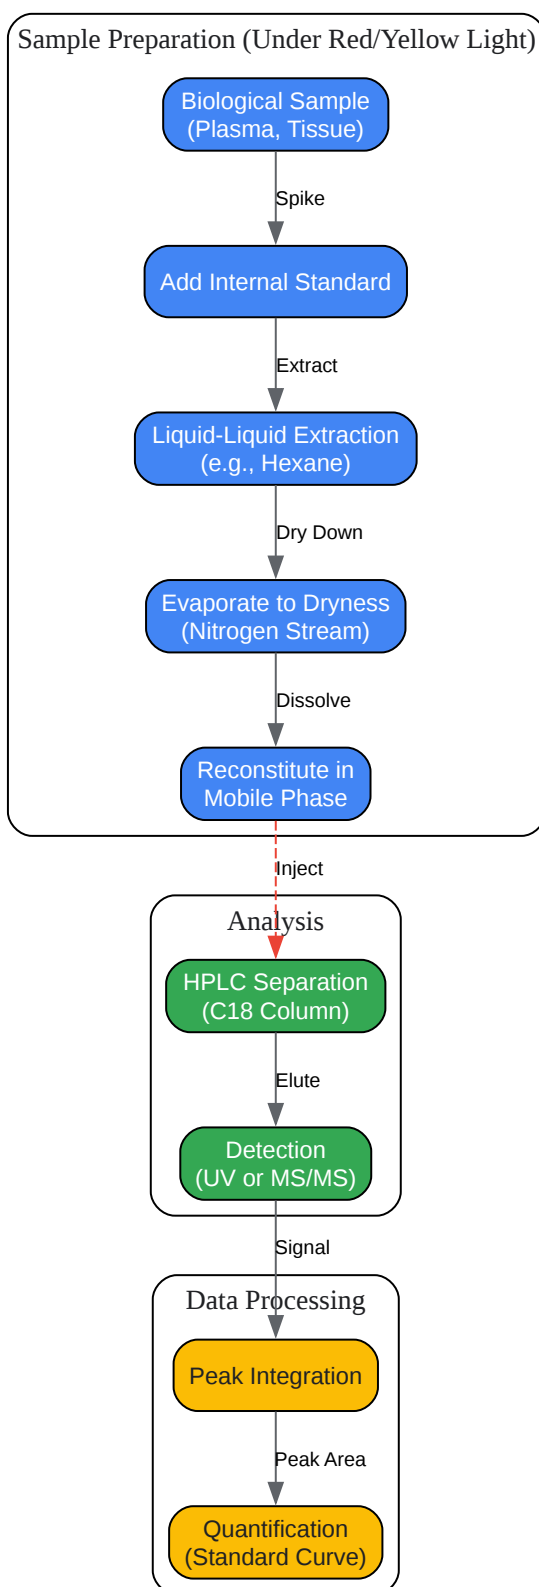 Sample Preparation (Under Red/Yellow Light)
Biological Sample
(Plasma, Tissue)
Spike
Add Internal Standard
Extract
Liquid-Liquid Extraction
(e.g., Hexane)
Dry Down
Evaporate to Dryness
(Nitrogen Stream)
Dissolve
Reconstitute in
Mobile Phase
Inject
Analysis
HPLC Separation
(C18 Column)
Elute
Detection
(UV or MS/MS)
Signal
Data Processing
Peak Integration
Peak Area
Quantification
(Standard Curve)